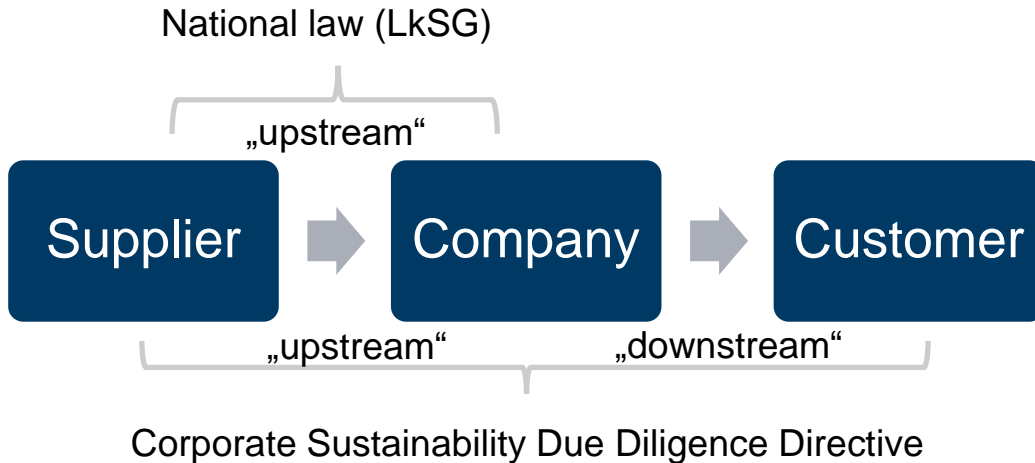 National law (LkSG)
„upstream“
Supplier
Company
Customer
„upstream“
„downstream“
Corporate Sustainability Due Diligence Directive